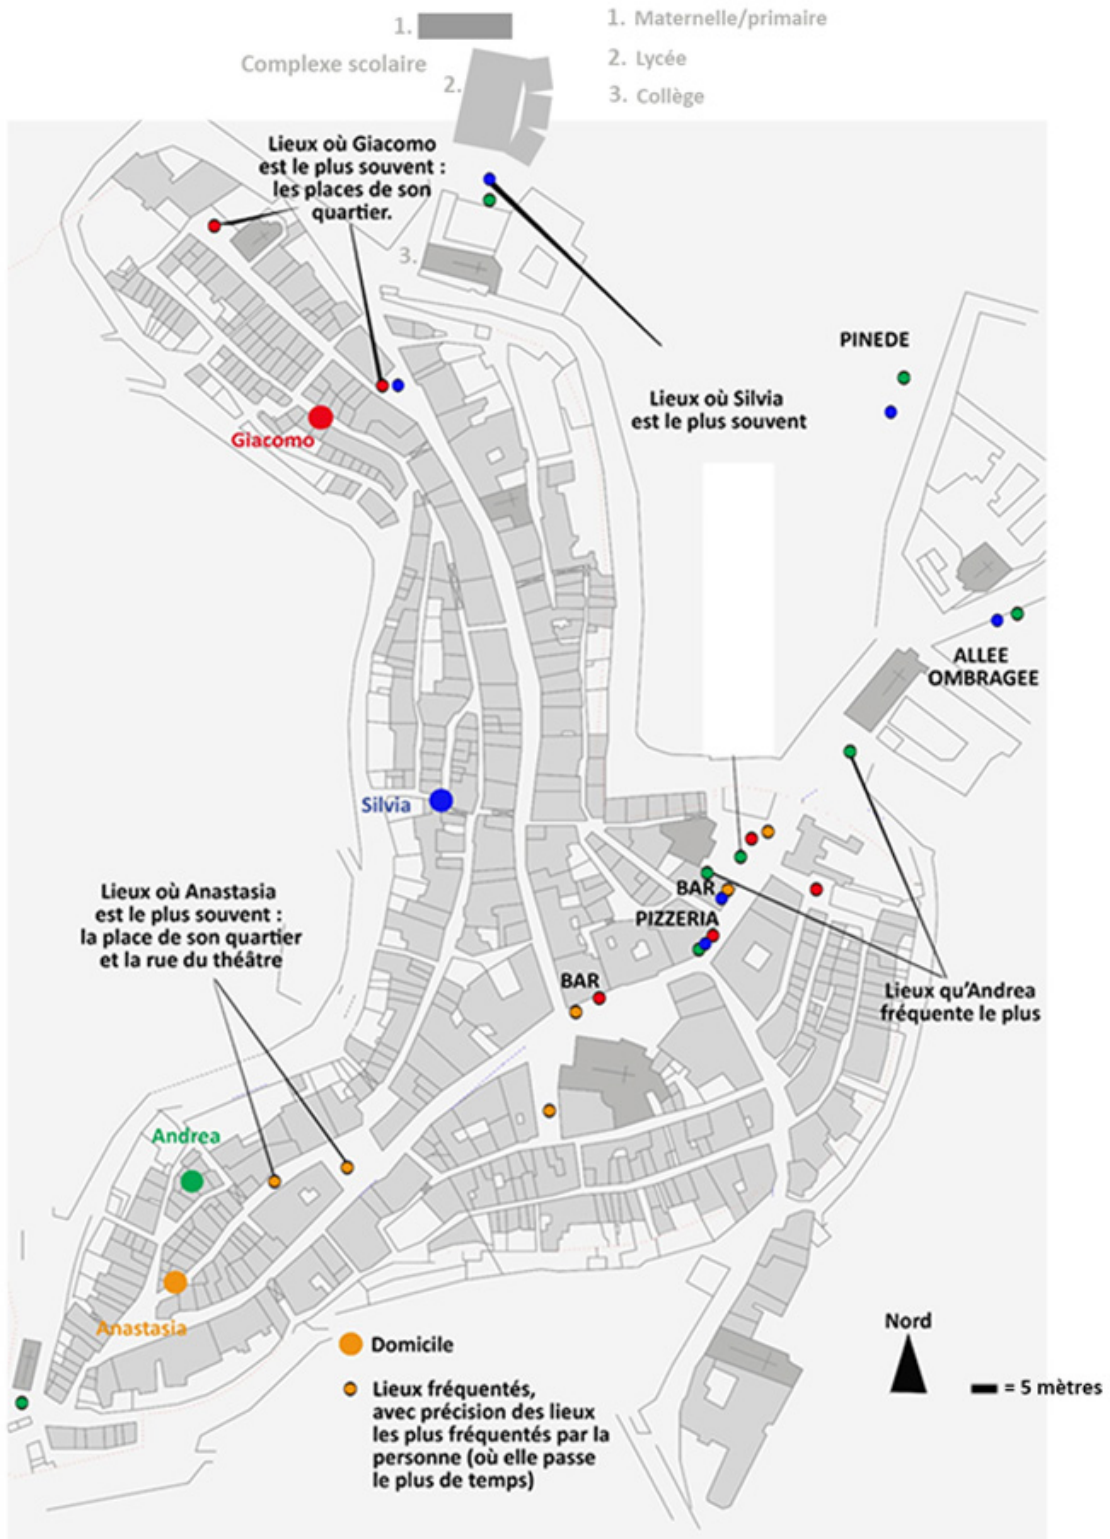 1.
Complexe scolaire
2.
1. Maternelle/primaire
2. Lycée
3. Collège
Lieux où Giacomo
est le plus souvent :
les places de son
quartier.
3.
PINEDE
Lieux où Silvia
est le plus souvent
Giacomo
ALLEE
OMBRAGEE
Silvia
BAR
PIZZERIA
BAR
Lieux où Anastasia
est le plus souvent :
la place de son quartier
et la rue du théâtre
Lieux qu'Andrea
fréquente le plus
Andrea
Anastasia
Domicile
Lieux fréquentés,
avec précision des lieux
les plus fréquentés par la
personne (où elle passe
le plus de temps)
Nord
= 5 mètres